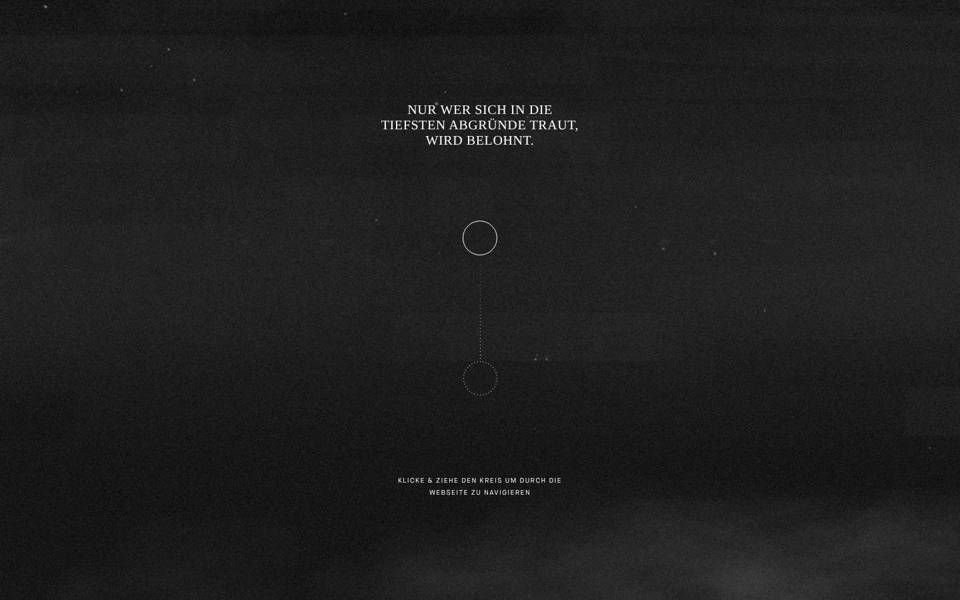 NUR WER SICH IN DIE
TIEFSTEN ABGRÜNDE TRAUT,
WIRD BELOHNT.
KLICKE & ZIEHE DEN KREIS UM DURCH DIE
WEBSEITE ZU NAVIGIEREN